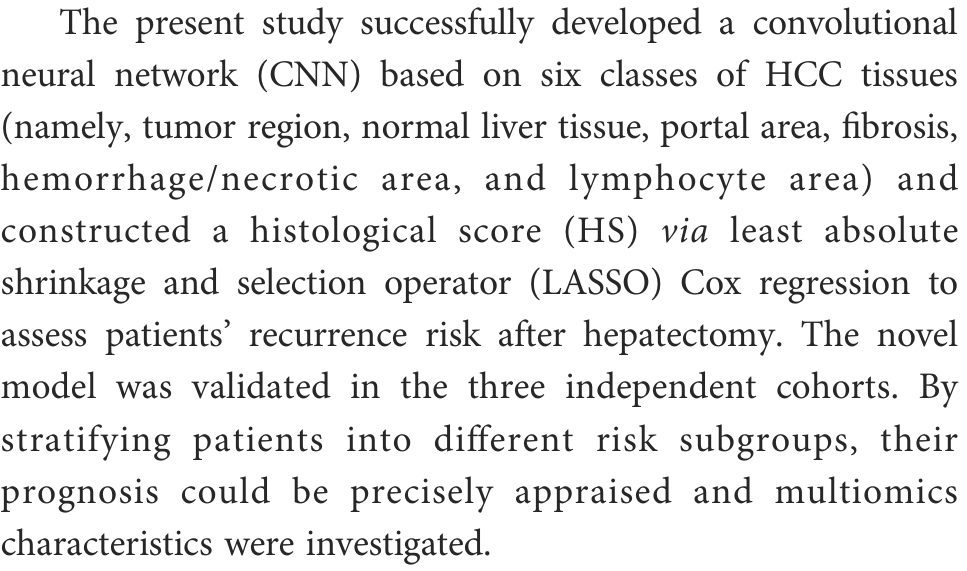 The present study successfully developed a convolutional
neural network (CNN) based on six classes of HCC tissues
(namely, tumor region, normal liver tissue, portal area, fibrosis,
hemorrhage/necrotic area, and lymphocyte area) and
constructed a histological score (HS) via least absolute
shrinkage and selection operator (LASSO) Cox regression to
assess patients’ recurrence risk after hepatectomy. The novel
model was validated in the three independent cohorts. By
stratifying patients into different risk subgroups, their
prognosis could be precisely appraised and multiomics
characteristics were investigated.